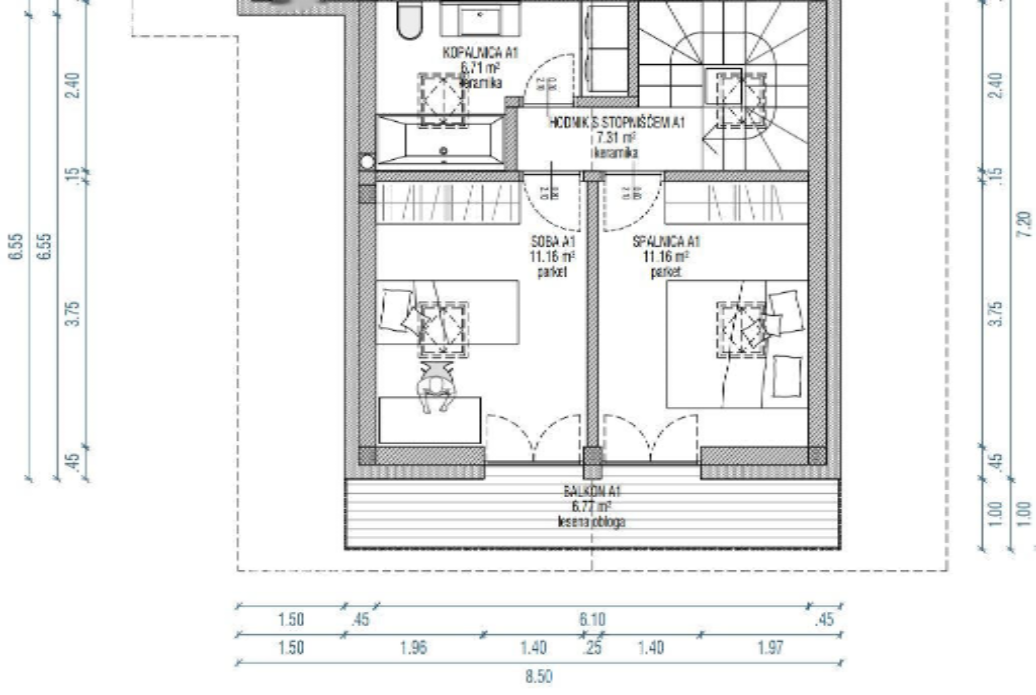 KOPALNICA A1
6.71 m²
keramika
HODNIK S STOPNIŠČEM A1
7.31 m²
keramika
SOBA A1
11.16 m²
parket
SPALNICA A1
11.16 m²
parket
BALKON A1
6.77 m²
lesena obloga
6.55
6.55
2.40
.15
3.75
.45
2.40
.15
3.75
.45
1.00
7.20
1.00
1.50 .45 6.10 .45
1.50 1.96 1.40 .25 1.40 1.97
8.50